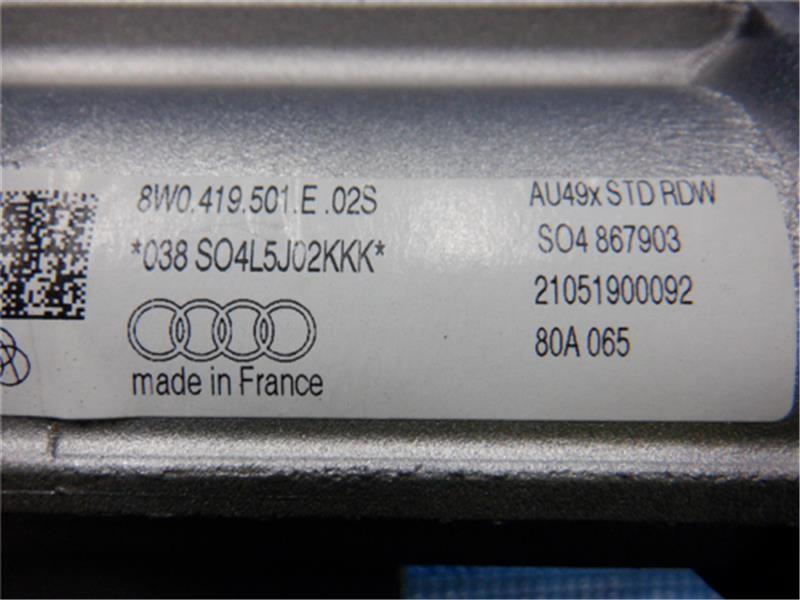 8W0.419.501.E .02S
*038 SO4L5J02KKK*
made in France
AU49x STD RDW
SO4 867903
21051900092
80A 065